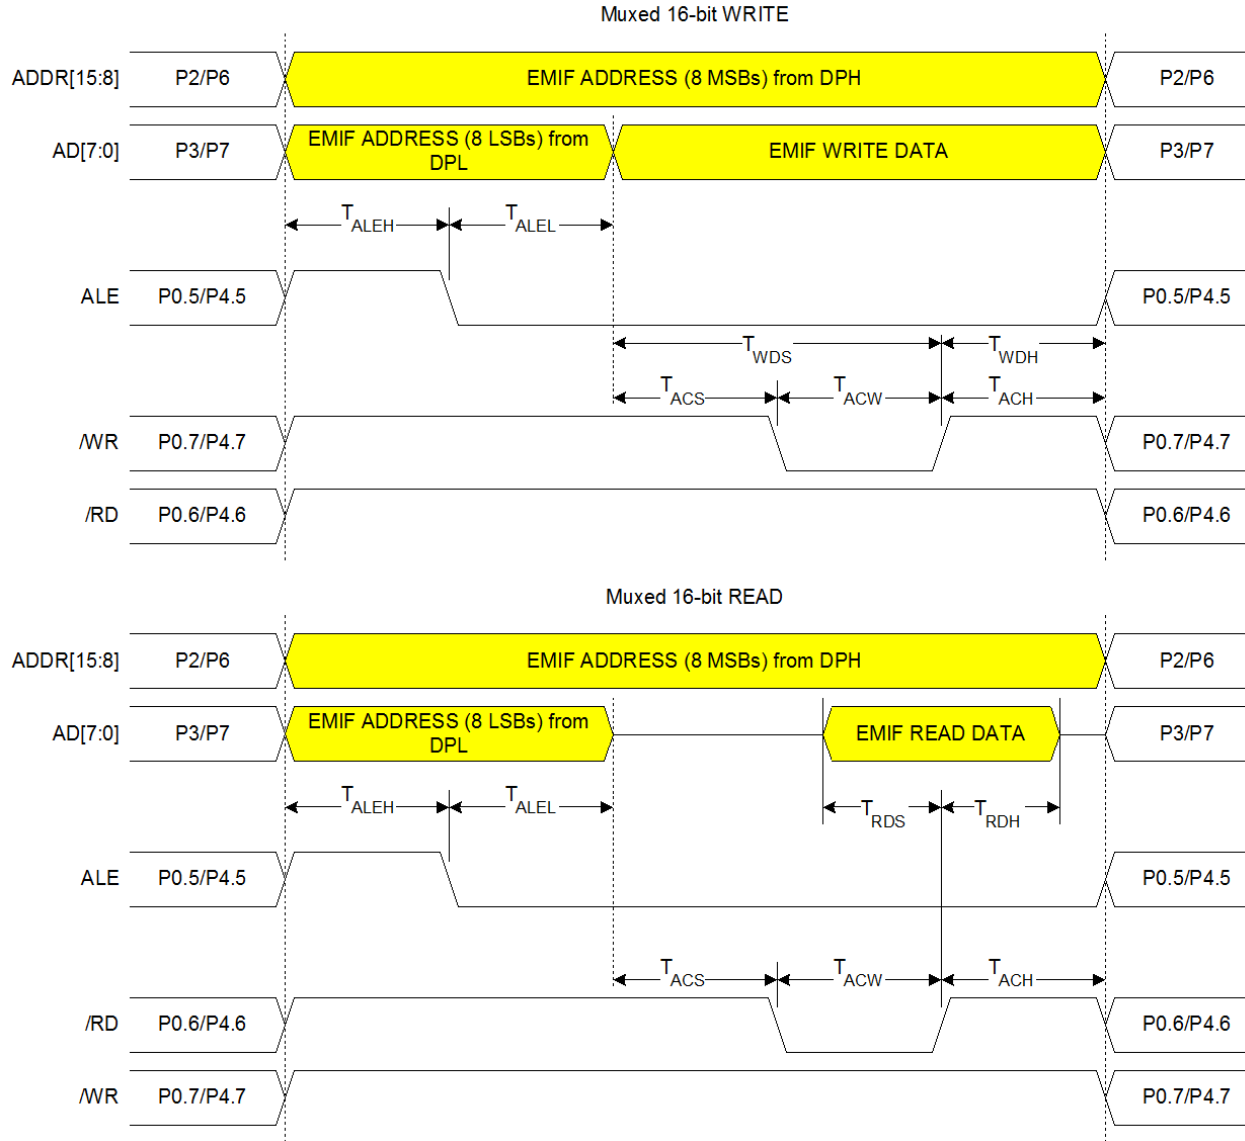 Muxed 16-bit WRITE
ADDR[15:8] P2/P6 EMIF ADDRESS (8 MSBs) from DPH P2/P6
AD[7:0] P3/P7 EMIF ADDRESS (8 LSBs) from DPL EMIF WRITE DATA P3/P7
TALEH TALEL
ALE P0.5/P4.5 P0.5/P4.5
TWDS TWDH
TACS TACW TACH
/WR P0.7/P4.7 P0.7/P4.7
/RD P0.6/P4.6 P0.6/P4.6
Muxed 16-bit READ
ADDR[15:8] P2/P6 EMIF ADDRESS (8 MSBs) from DPH P2/P6
AD[7:0] P3/P7 EMIF ADDRESS (8 LSBs) from DPL EMIF READ DATA P3/P7
TALEH TALEL TRDS TRDH
ALE P0.5/P4.5 P0.5/P4.5
TACS TACW TACH
/RD P0.6/P4.6 P0.6/P4.6
/WR P0.7/P4.7 P0.7/P4.7